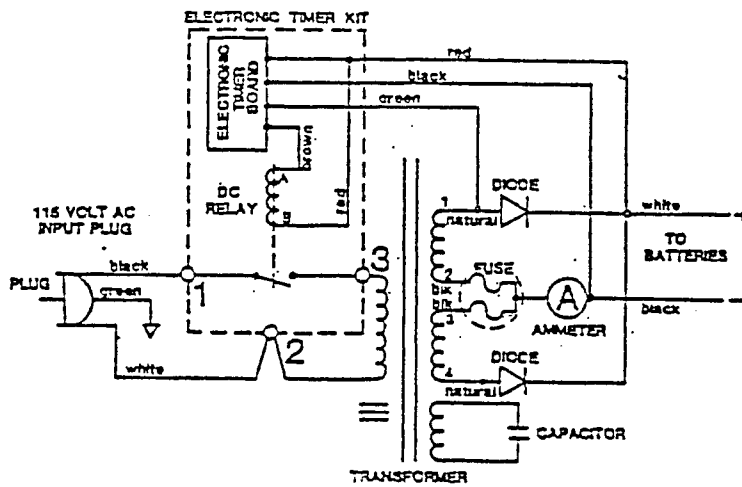 ELECTRONIC TIMER KIT
ELECTRONIC
TIMER
BOARD
red
black
green
brown
red
A
B
DC
RELAY
115 VOLT AC
INPUT PLUG
PLUG
black
green
white
1
2
3
1
natural
DIODE
white
TO
BATTERIES
2
blk
FUSE
blk
3
A
AMMETER
black
4
natural
DIODE
CAPACITOR
TRANSFORMER